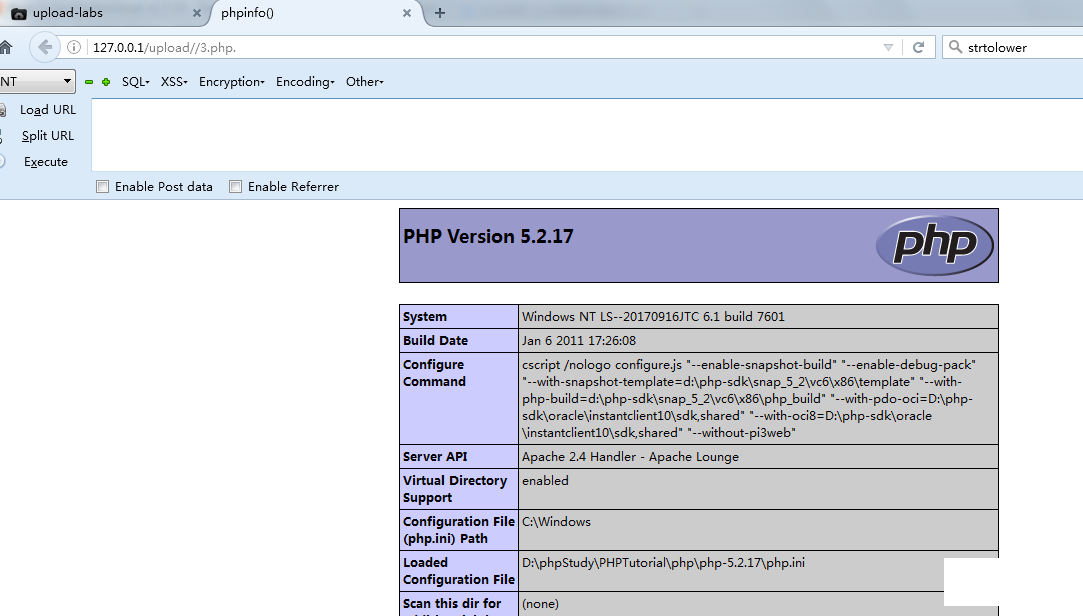 upload-labs
phpinfo()
127.0.0.1/upload//3.php.
strtolower
NT
SQL
XSS
Encryption
Encoding
Other
Load URL
Split URL
Execute
Enable Post data
Enable Referrer
PHP Version 5.2.17
php
System
Windows NT LS--20170916JTC 6.1 build 7601
Build Date
Jan 6 2011 17:26:08
Configure
Command
cscript /nologo configure.js "--enable-snapshot-build" "--enable-debug-pack"
"--with-snapshot-template=d:\php-sdk\snap_5_2\vc6\x86\template" "--with-
php-build=d:\php-sdk\snap_5_2\vc6\x86\php_build" "--with-pdo-oci=D:\php-
sdk\oracle\instantclient10\sdk,shared" "--with-oci8=D:\php-sdk\oracle
\instantclient10\sdk,shared" "--without-pi3web"
Server API
Apache 2.4 Handler - Apache Lounge
Virtual Directory
Support
enabled
Configuration File
(php.ini) Path
C:\Windows
Loaded
Configuration File
D:\phpStudy\PHPTutorial\php\php-5.2.17\php.ini
Scan this dir for
(none)